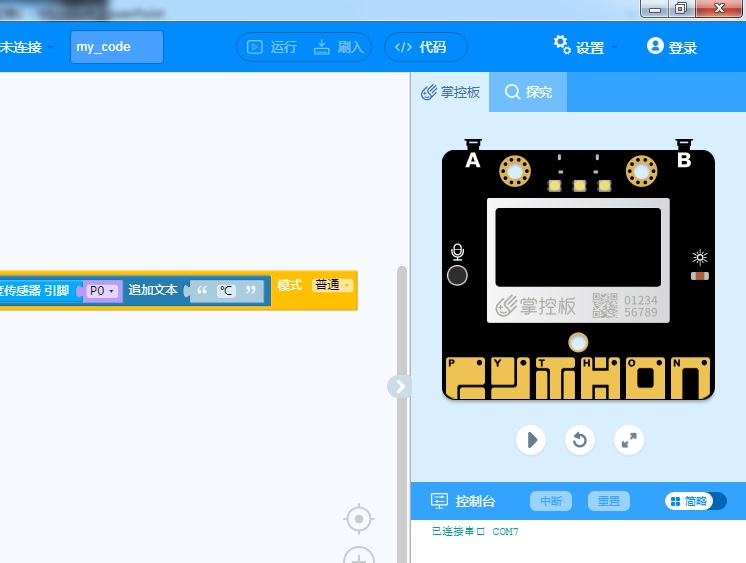 未连接 my_code 运行 刷入 代码 设置 登录
掌控板 探究
A B
掌控板 01234
56789
P Y T H O N
度传感器 引脚 P0 追加文本 “ ℃ ” 模式 普通
控制台 中断 重置 简略
已连接串口 COM7